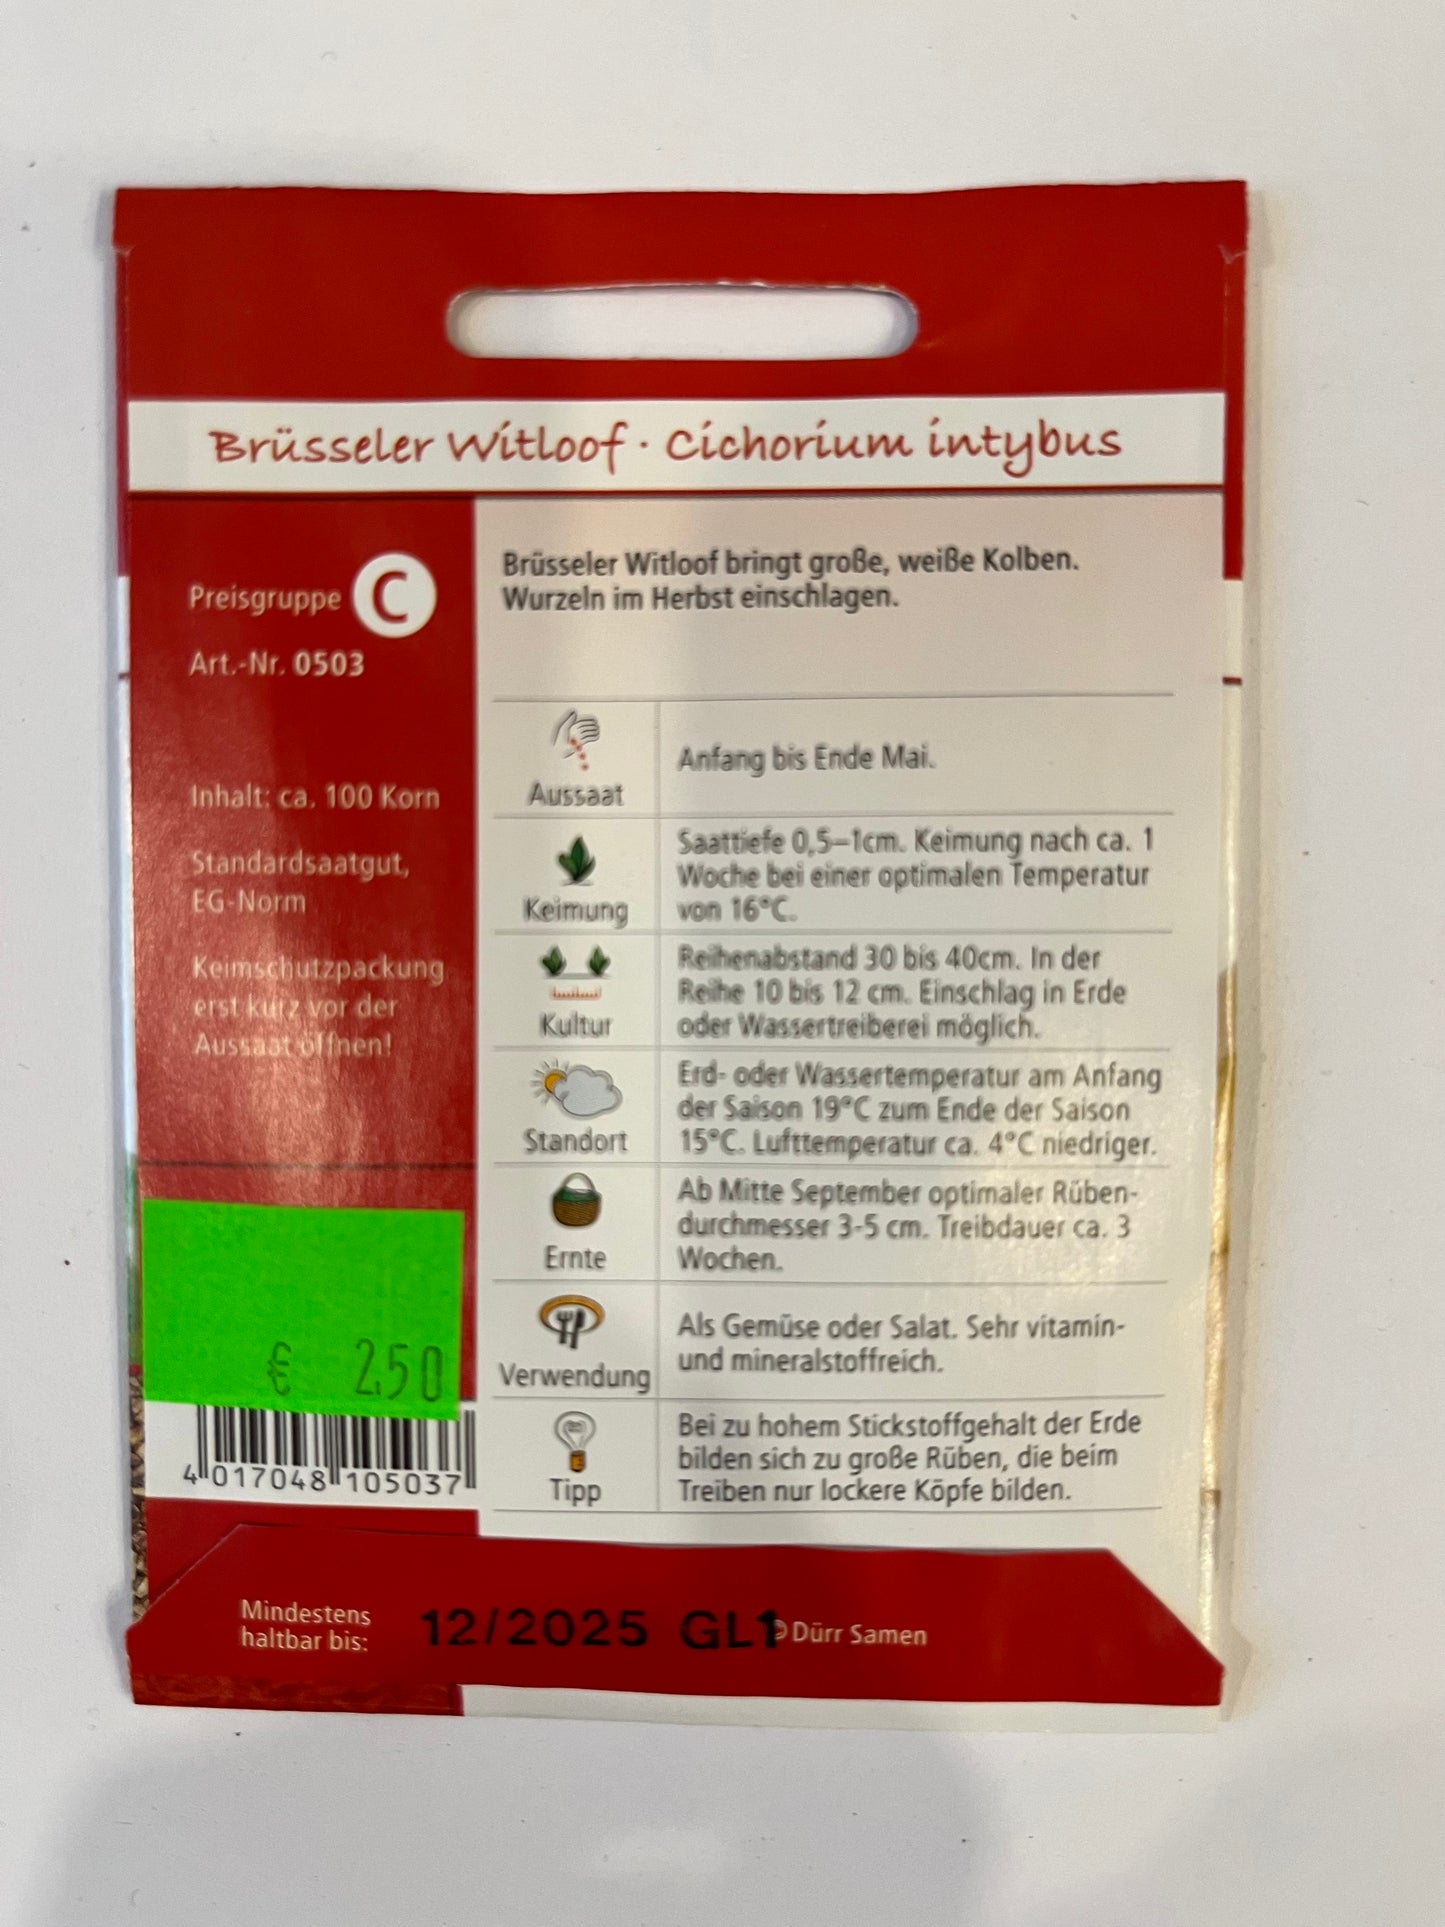 Brüsseler Witloof · Cichorium intybus
Preisgruppe C
Art.-Nr. 0503
Inhalt: ca. 100 Korn
Standardsaatgut,
EG-Norm
Keimschutzpackung
erst kurz vor der
Aussaat öffnen!
€ 2,50
4 017048 105037
Brüsseler Witloof bringt große, weiße Kolben.
Wurzeln im Herbst einschlagen.
Aussaat
Anfang bis Ende Mai.
Keimung
Saattiefe 0,5–1cm. Keimung nach ca. 1
Woche bei einer optimalen Temperatur
von 16°C.
Kultur
Reihenabstand 30 bis 40cm. In der
Reihe 10 bis 12 cm. Einschlag in Erde
oder Wassertreiberei möglich.
Standort
Erd- oder Wassertemperatur am Anfang
der Saison 19°C zum Ende der Saison
15°C. Lufttemperatur ca. 4°C niedriger.
Ernte
Ab Mitte September optimaler Rüben-
durchmesser 3-5 cm. Treibdauer ca. 3
Wochen.
Verwendung
Als Gemüse oder Salat. Sehr vitamin-
und mineralstoffreich.
Tipp
Bei zu hohem Stickstoffgehalt der Erde
bilden sich zu große Rüben, die beim
Treiben nur lockere Köpfe bilden.
Mindestens
haltbar bis:
12/2025 GL1
© Dürr Samen